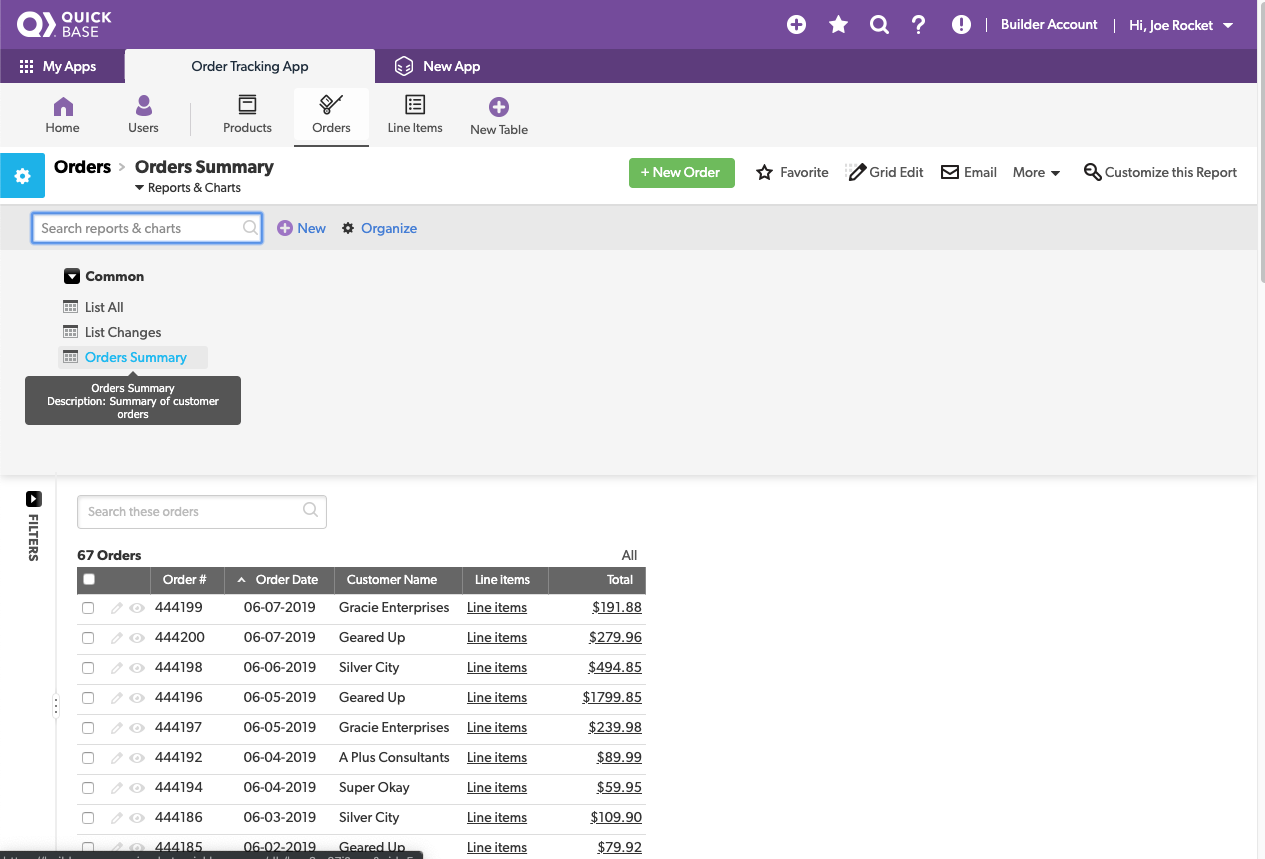 QUICK BASE
Builder Account
Hi, Joe Rocket
My Apps
Order Tracking App
New App
Home
Users
Products
Orders
Line Items
New Table
Orders > Orders Summary
Reports & Charts
+ New Order
Favorite
Grid Edit
Email
More
Customize this Report
Search reports & charts
New
Organize
Common
List All
List Changes
Orders Summary
Orders Summary
Description: Summary of customer
orders
FILTERS
Search these orders
67 Orders
All
Order # Order Date Customer Name Line items Total
444199 06-07-2019 Gracie Enterprises Line items $191.88
444200 06-07-2019 Geared Up Line items $279.96
444198 06-06-2019 Silver City Line items $494.85
444196 06-05-2019 Geared Up Line items $1799.85
444197 06-05-2019 Gracie Enterprises Line items $239.98
444192 06-04-2019 A Plus Consultants Line items $89.99
444194 06-04-2019 Super Okay Line items $59.95
444186 06-03-2019 Silver City Line items $109.90
444185 06-02-2019 Geared Up Line items $79.92